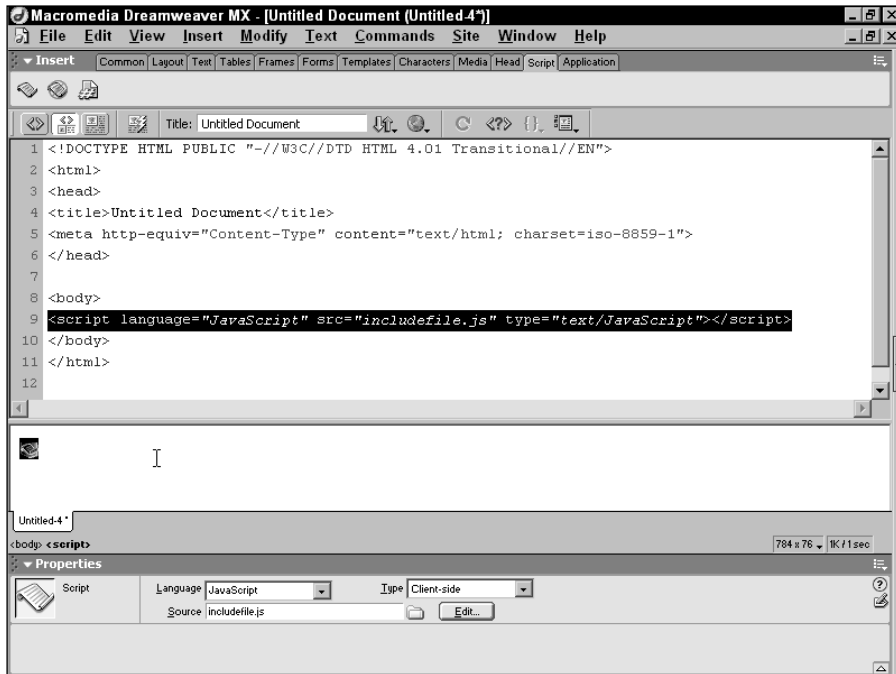 Macromedia Dreamweaver MX - [Untitled Document (Untitled-4*)]
File Edit View Insert Modify Text Commands Site Window Help
Insert Common Layout Text Tables Frames Forms Templates Characters Media Head Script Application
Title: Untitled Document
1 <!DOCTYPE HTML PUBLIC "-//W3C//DTD HTML 4.01 Transitional//EN">
2 <html>
3 <head>
4 <title>Untitled Document</title>
5 <meta http-equiv="Content-Type" content="text/html; charset=iso-8859-1">
6 </head>
7
8 <body>
9 <script language="JavaScript" src="includefile.js" type="text/JavaScript"></script>
10 </body>
11 </html>
12
Untitled-4*
<body> <script> 784 x 76 1K / 1 sec
Properties
Script Language JavaScript Type Client-side
Source includefile.js Edit...